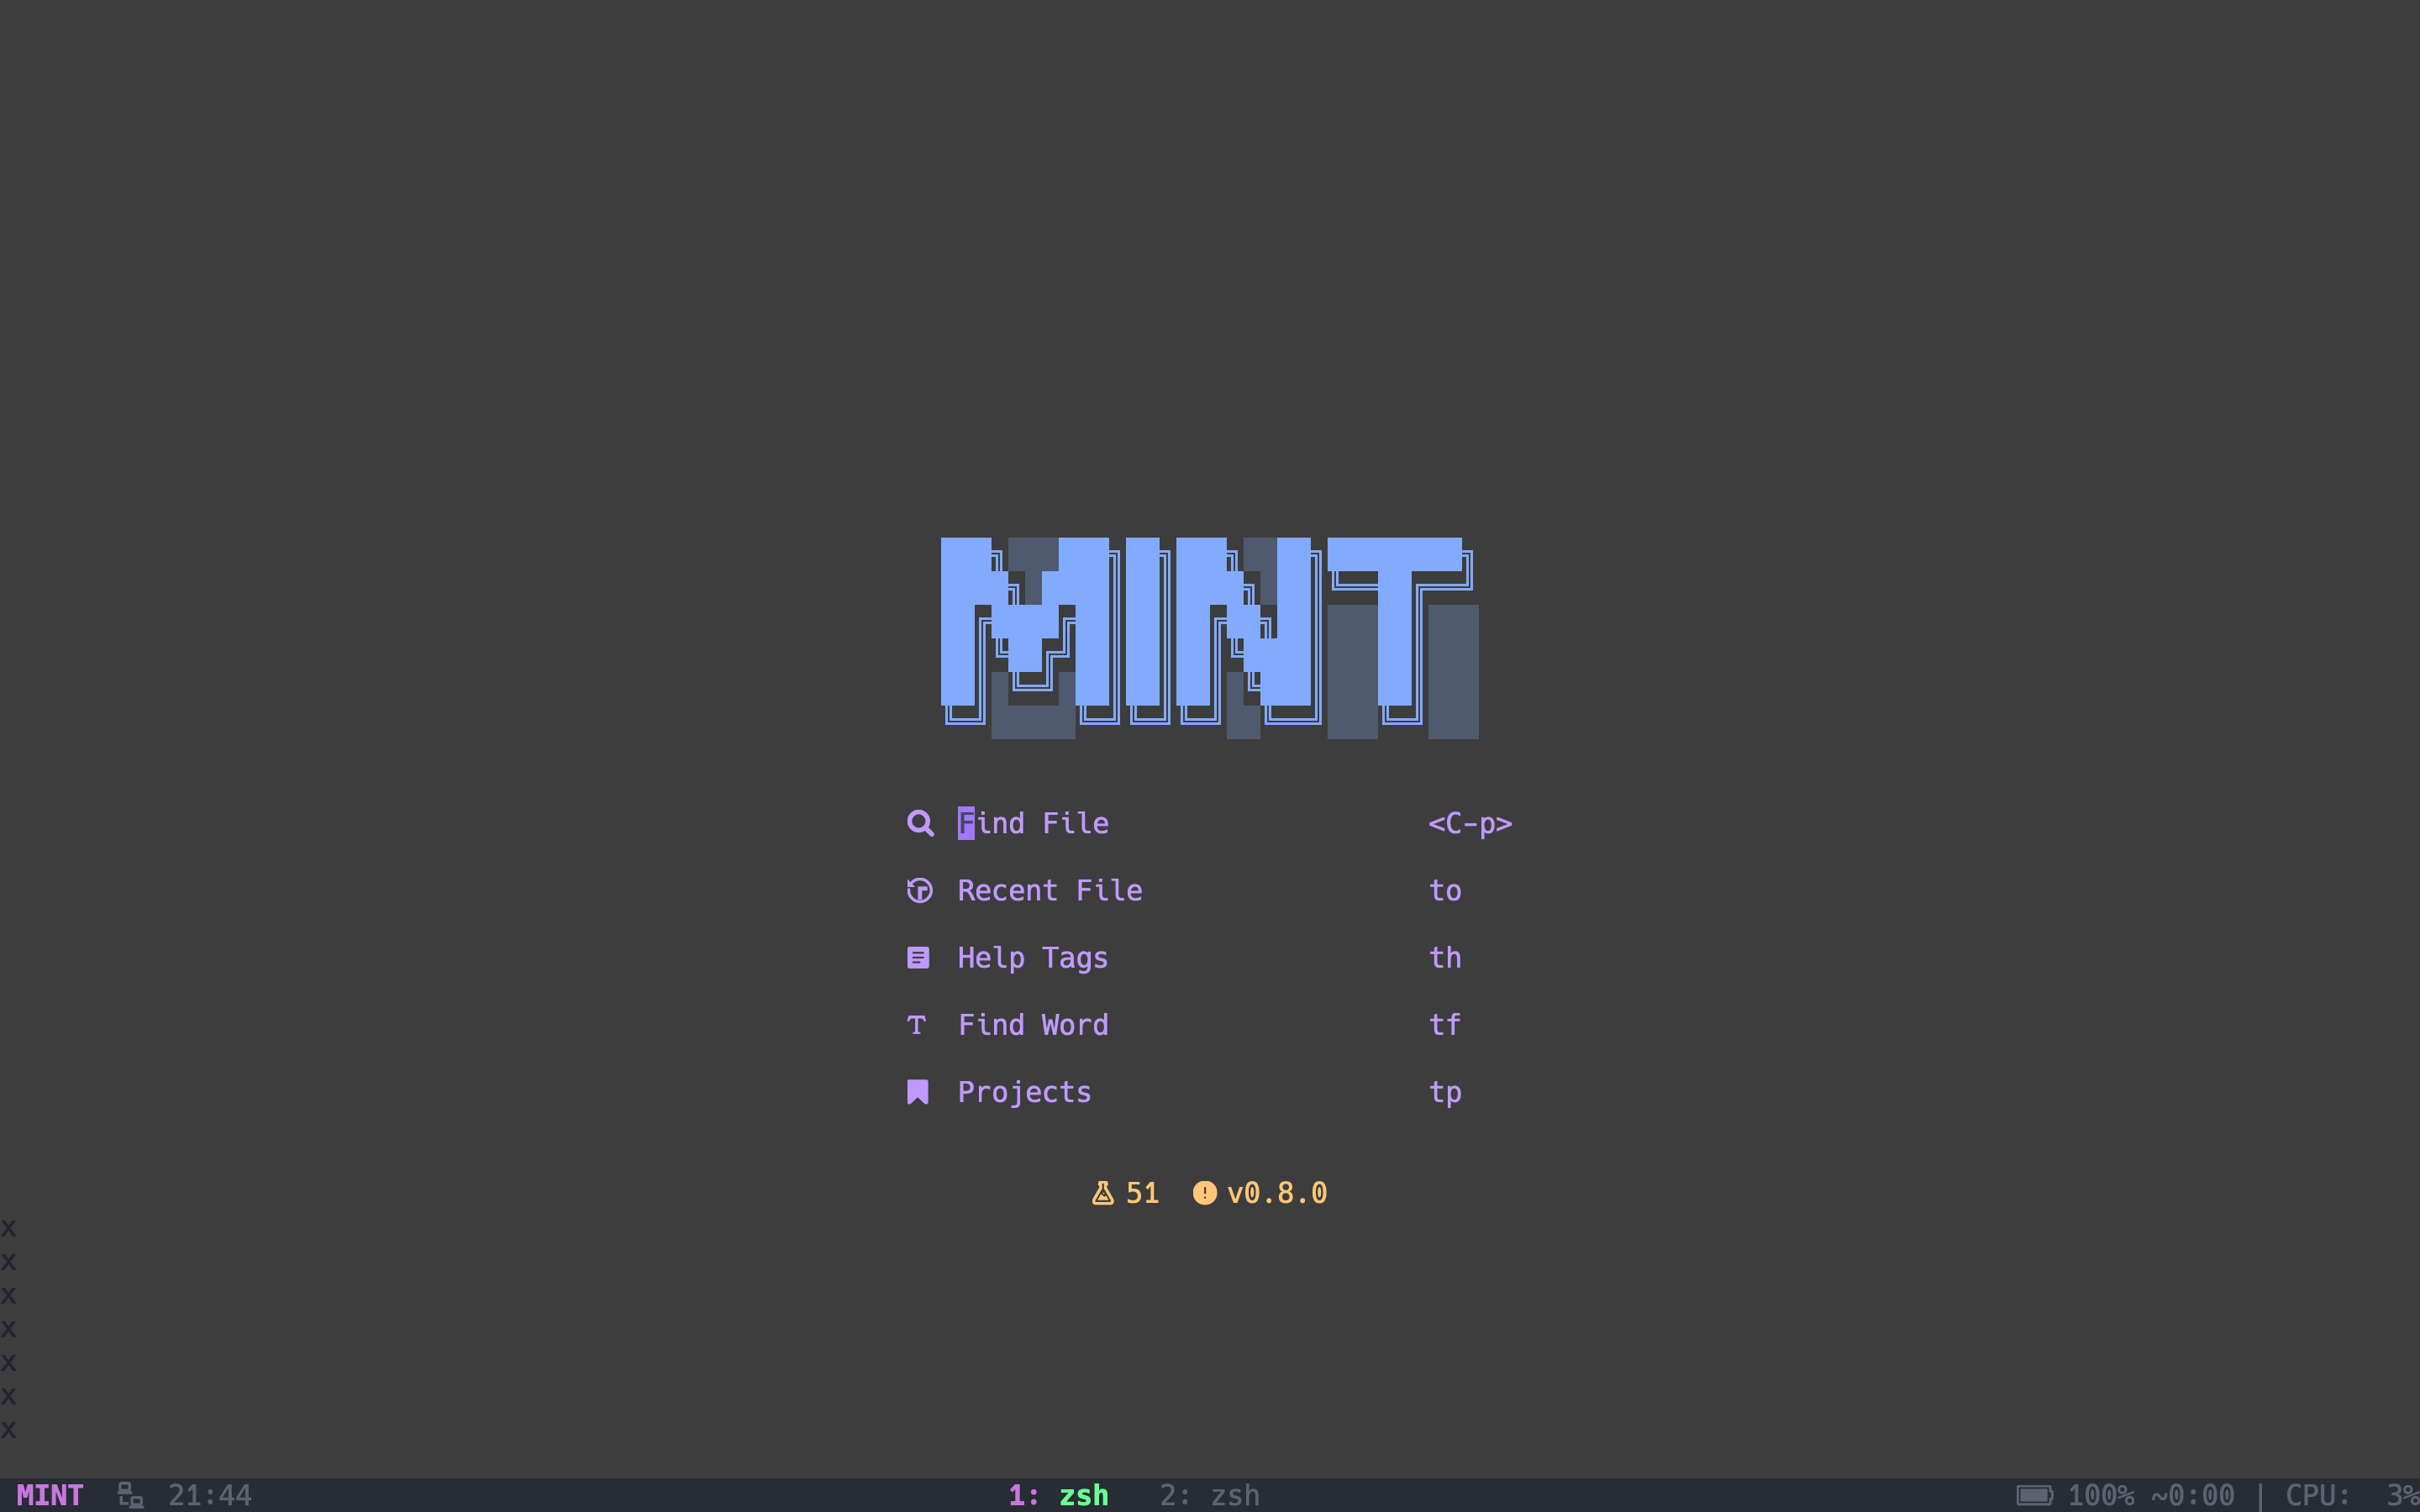 MINT
Find File <C-p>
Recent File to
Help Tags th
Find Word tf
Projects tp
51 v0.8.0
x
x
x
x
x
x
x
MINT 21:44 1: zsh 2: zsh 100% ~0:00 | CPU: 3%